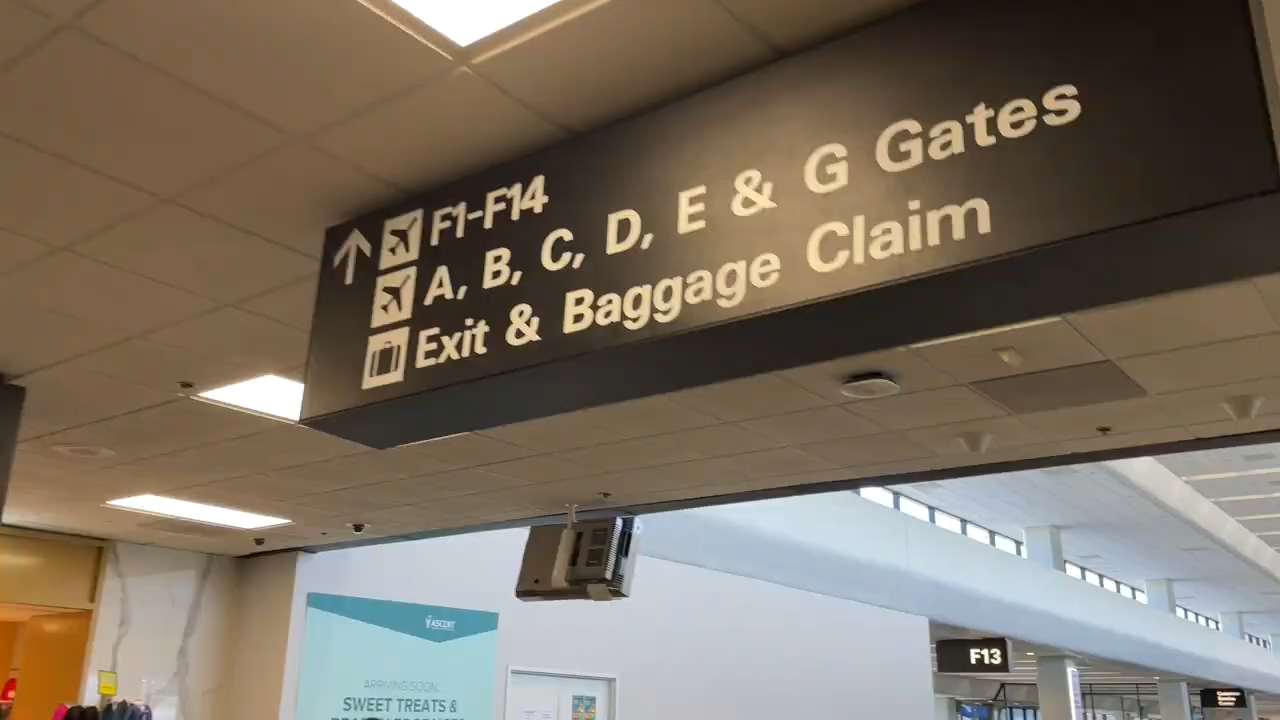 F1-F14
A, B, C, D, E & G Gates
Exit & Baggage Claim
ASCENT
ARRIVING SOON
SWEET TREATS &
F13